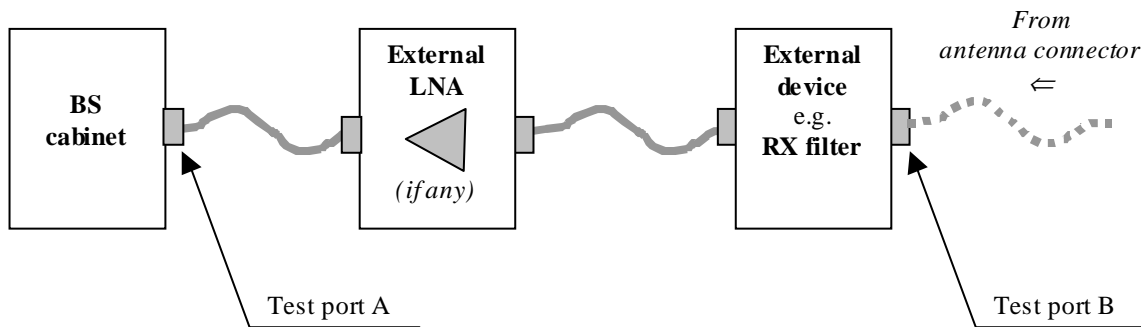 BS
cabinet
External
LNA
(if any)
External
device
e.g.
RX filter
From
antenna connector
⇐
Test port A
Test port B